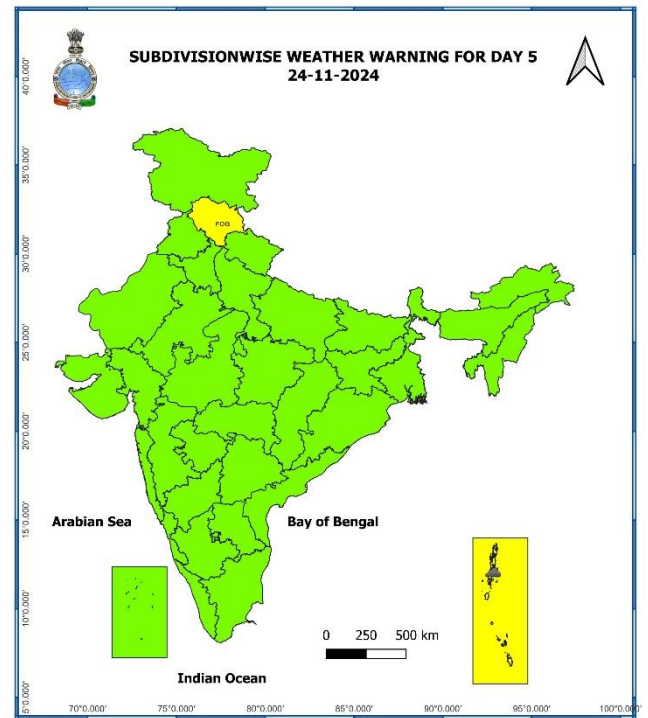 SUBDIVISIONWISE WEATHER WARNING FOR DAY 5
24-11-2024
40°0.000'
35°0.000'
FOG
30°0.000'
25°0.000'
20°0.000'
Arabian Sea
Bay of Bengal
15°0.000'
10°0.000'
0 250 500 km
Indian Ocean
5°0.000'
70°0.000' 75°0.000' 80°0.000' 85°0.000' 90°0.000' 95°0.000' 100°0.000'